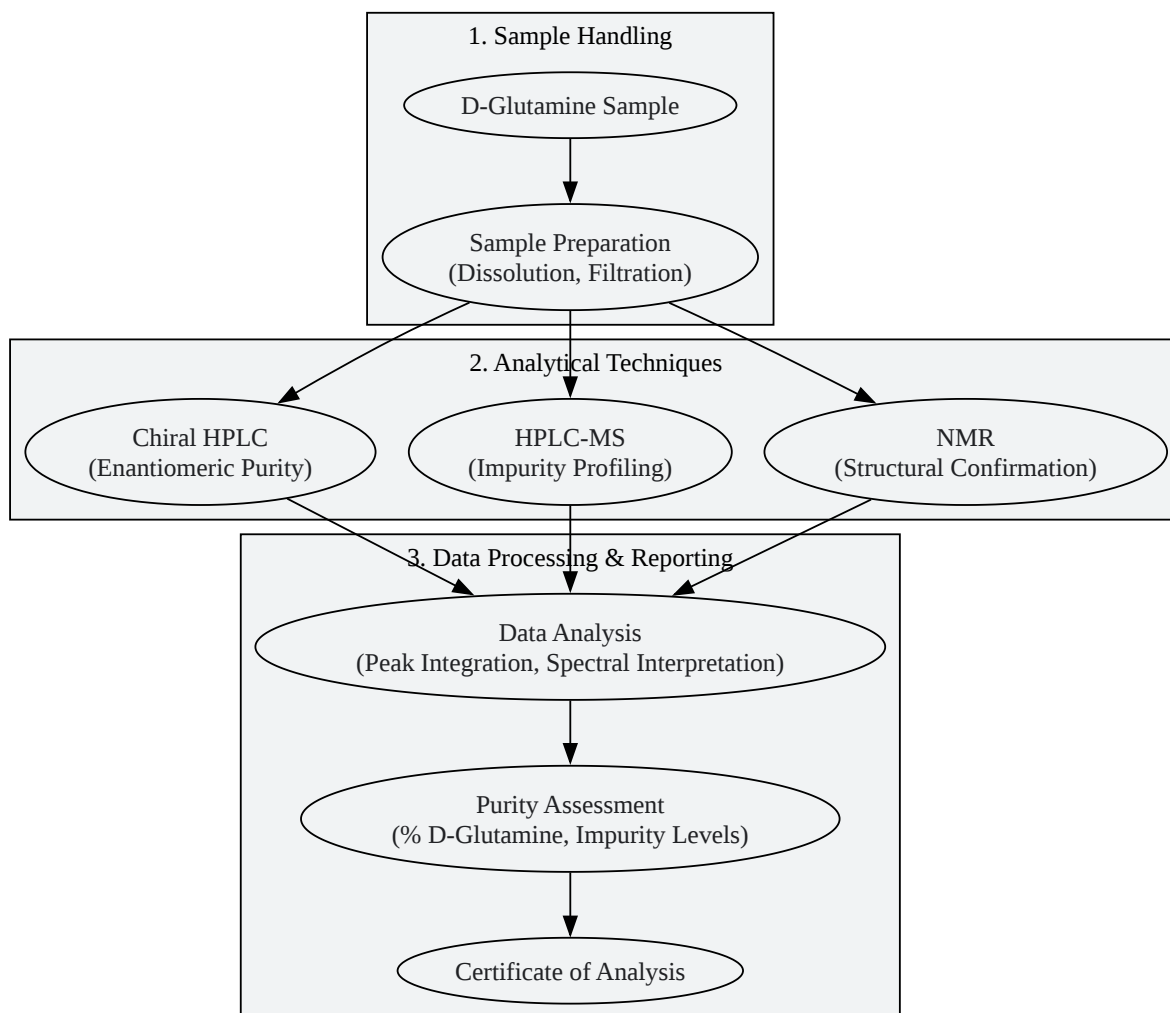 1. Sample Handling
D-Glutamine Sample
Sample Preparation
(Dissolution, Filtration)
2. Analytical Techniques
Chiral HPLC
(Enantiomeric Purity)
HPLC-MS
(Impurity Profiling)
NMR
(Structural Confirmation)
3. Data Processing & Reporting
Data Analysis
(Peak Integration, Spectral Interpretation)
Purity Assessment
(% D-Glutamine, Impurity Levels)
Certificate of Analysis